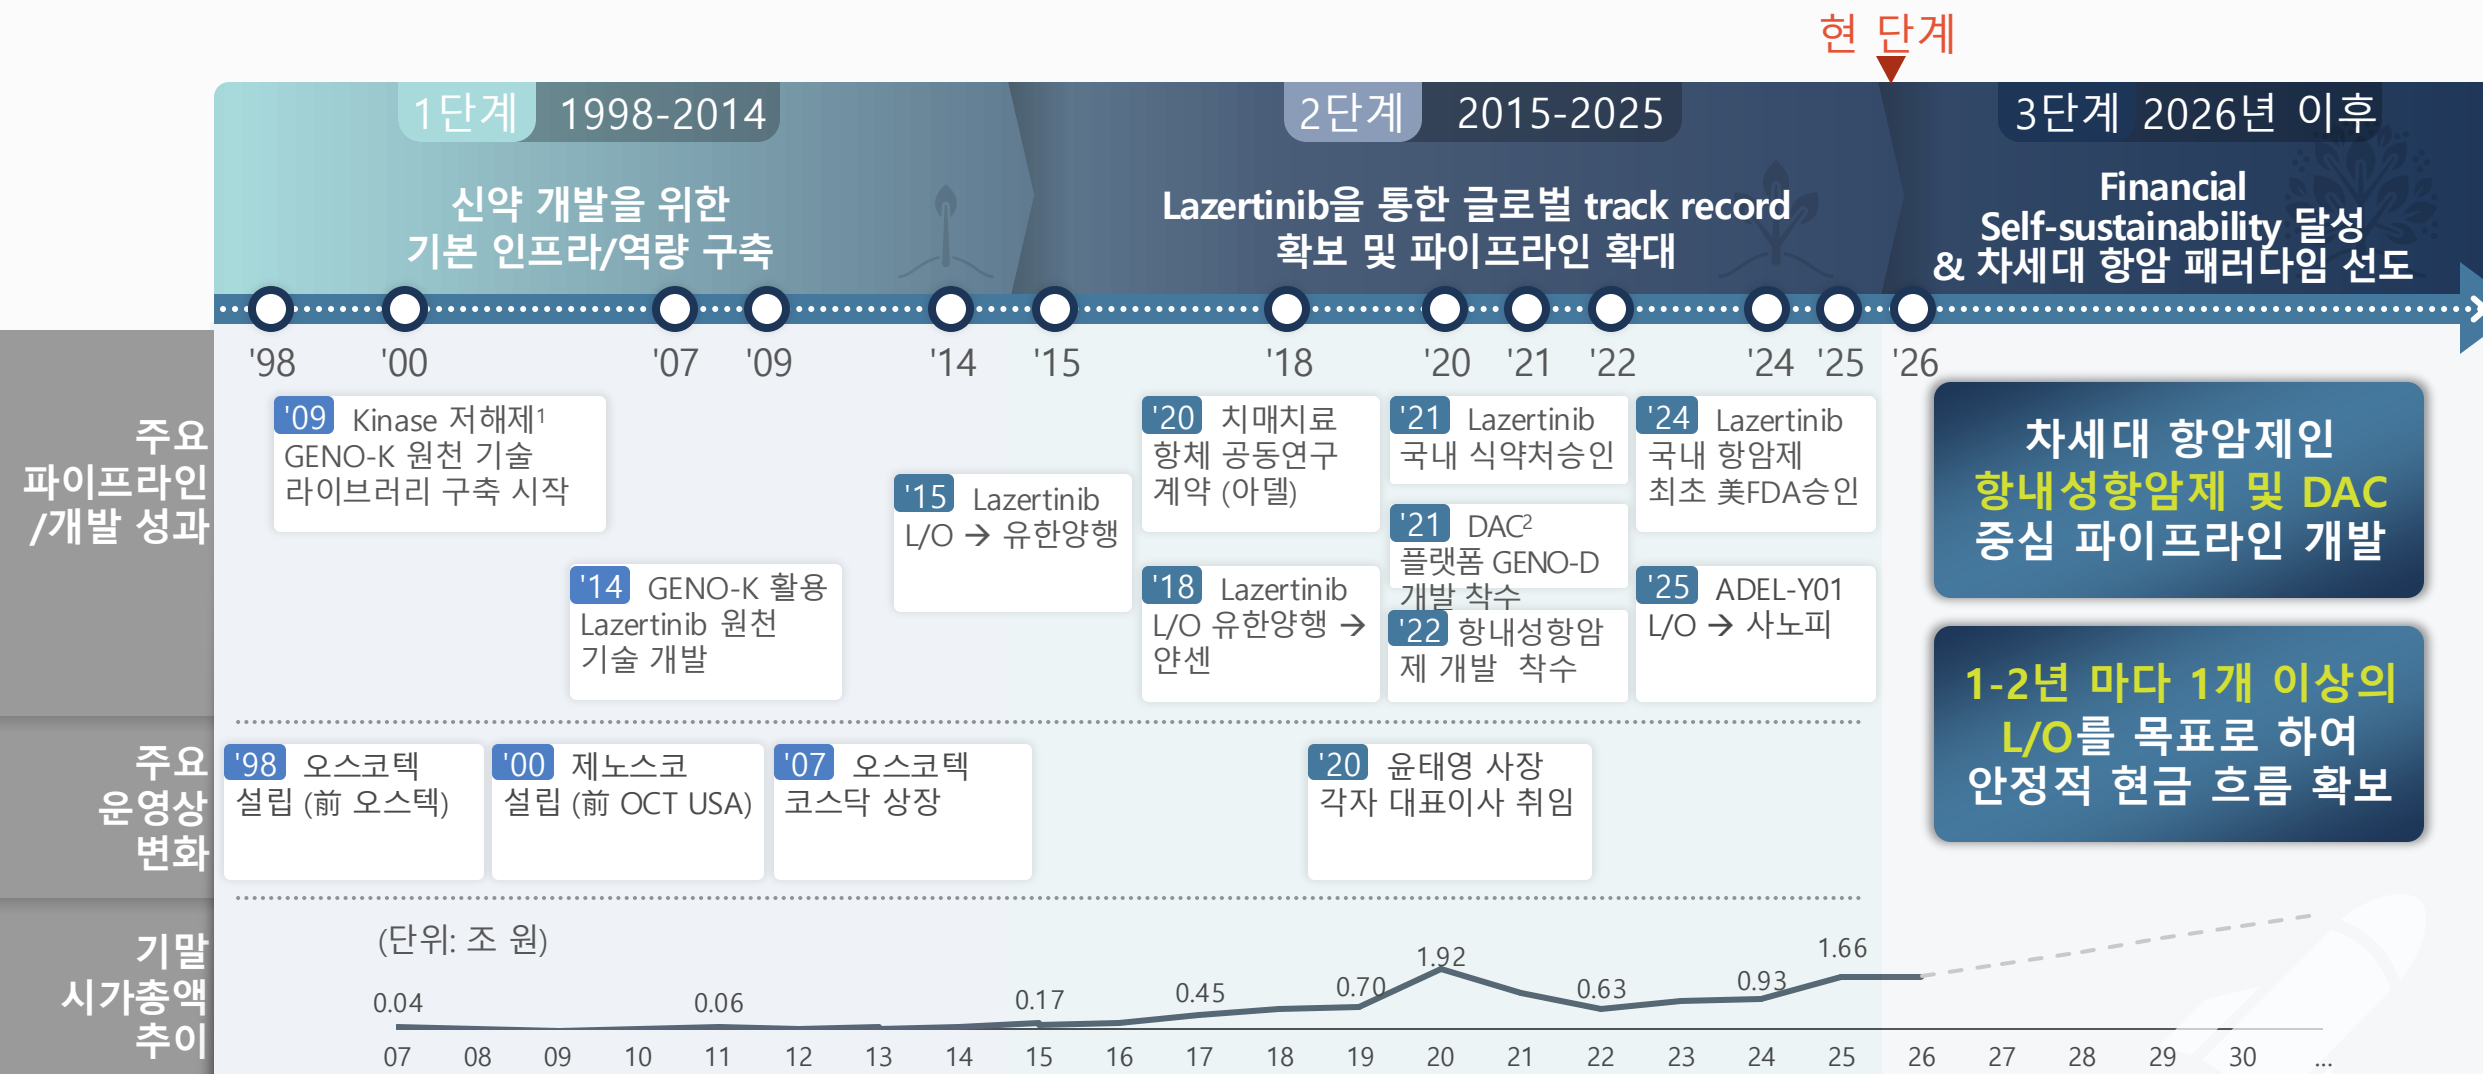 현 단계
1단계 1998-2014
신약 개발을 위한
기본 인프라/역량 구축
2단계 2015-2025
Lazertinib을 통한 글로벌 track record
확보 및 파이프라인 확대
3단계 2026년 이후
Financial
Self-sustainability 달성
& 차세대 항암 패러다임 선도
'98 '00 '07 '09 '14 '15 '18 '20 '21 '22 '24 '25 '26
주요
파이프라인
/개발 성과
'09 Kinase 저해제1
GENO-K 원천 기술
라이브러리 구축 시작
'14 GENO-K 활용
Lazertinib 원천
기술 개발
'15 Lazertinib
L/O → 유한양행
'20 치매치료
항체 공동연구
계약 (아델)
'18 Lazertinib
L/O 유한양행 →
얀센
'21 Lazertinib
국내 식약처승인
'21 DAC2
플랫폼 GENO-D
개발 착수
'22 항내성항암
제 개발 착수
'24 Lazertinib
국내 항암제
최초 美FDA승인
'25 ADEL-Y01
L/O → 사노피
차세대 항암제인
항내성항암제 및 DAC
중심 파이프라인 개발
1-2년 마다 1개 이상의
L/O를 목표로 하여
안정적 현금 흐름 확보
주요
운영상
변화
'98 오스코텍
설립 (前 오스텍)
'00 제노스코
설립 (前 OCT USA)
'07 오스코텍
코스닥 상장
'20 윤태영 사장
각자 대표이사 취임
기말
시가총액
추이
(단위: 조 원)
0.04 0.06 0.17 0.45 0.70 1.92 0.63 0.93 1.66
07 08 09 10 11 12 13 14 15 16 17 18 19 20 21 22 23 24 25 26 27 28 29 30 ...